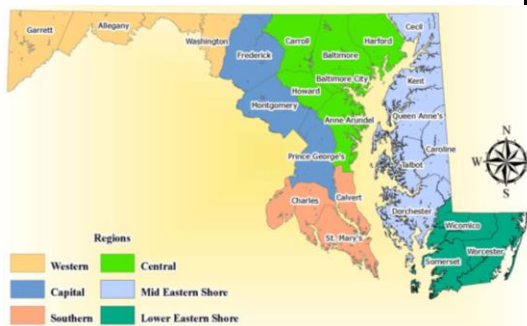 Garrett
Allegany
Washington
Frederick
Carroll
Baltimore
Harford
Cecil
Baltimore City
Kent
Howard
Montgomery
Anne Arundel
Queen Anne's
Caroline
Prince George's
Talbot
Charles
Calvert
Dorchester
St. Mary's
Wicomico
Worcester
Somerset
N
W
E
S
Regions
Western
Central
Capital
Mid Eastern Shore
Southern
Lower Eastern Shore